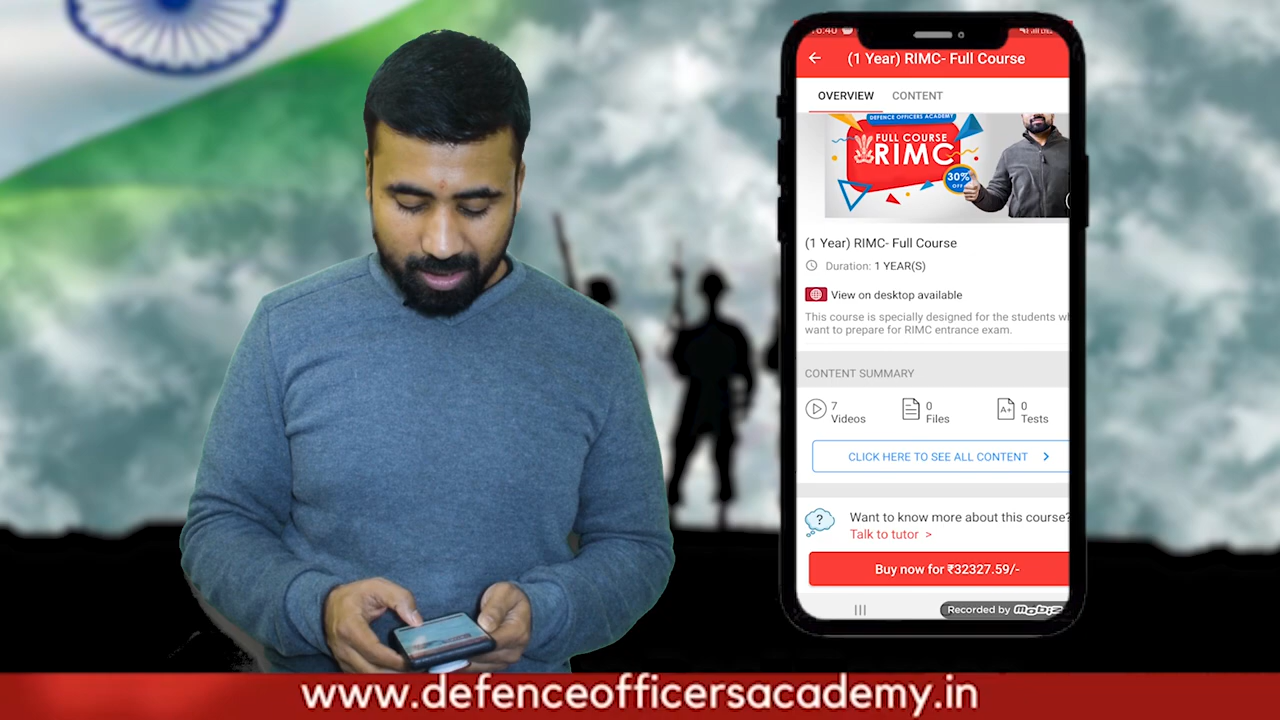 (1 Year) RIMC- Full Course
OVERVIEW CONTENT
DEFENCE OFFICERS ACADEMY
FULL COURSE
RIMC
30%
OFF
(1 Year) RIMC- Full Course
Duration: 1 YEAR(S)
View on desktop available
This course is specially designed for the students
want to prepare for RIMC entrance exam.
CONTENT SUMMARY
7
Videos
0
Files
A+
0
Tests
CLICK HERE TO SEE ALL CONTENT >
?
Want to know more about this course?
Talk to tutor >
Buy now for ₹32327.59/-
Recorded by
www.defenceofficersacademy.in